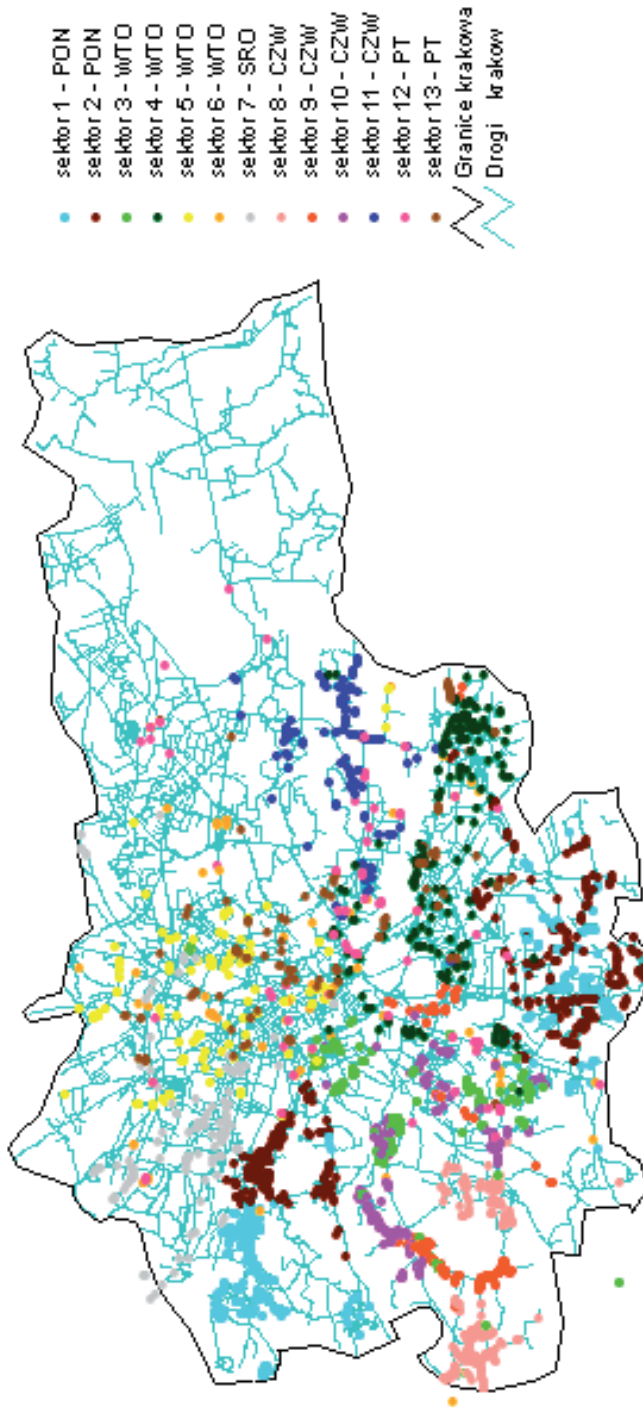 sektor 1 - PON
sektor 2 - PON
sektor 3 - WTO
sektor 4 - WTO
sektor 5 - WTO
sektor 6 - WTO
sektor 7 - SRO
sektor 8 - CZW
sektor 9 - CZW
sektor 10 - CZW
sektor 11 - CZW
sektor 12 - PT
sektor 13 - PT
Granice krakowa
Drogi krakow